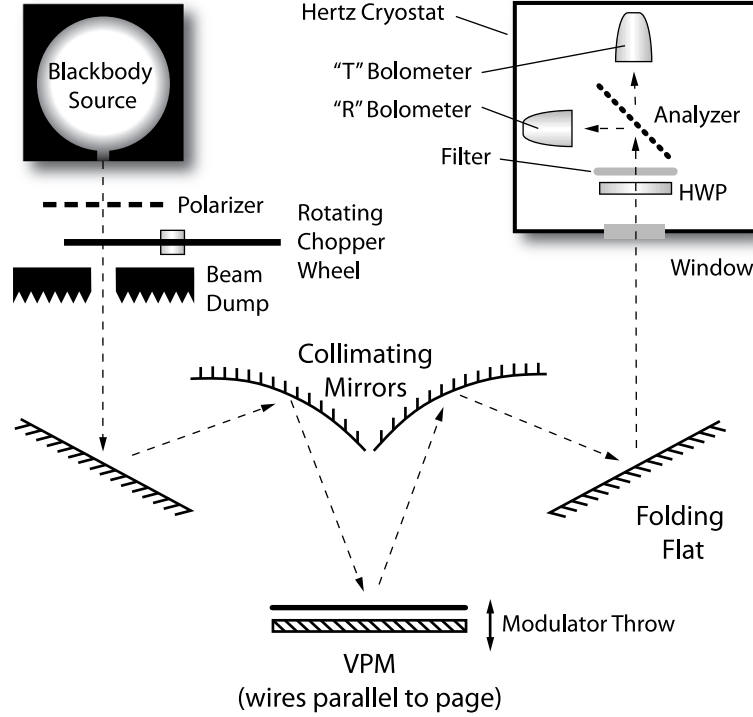 Blackbody
Source
Polarizer
Rotating
Chopper
Wheel
Beam
Dump
Hertz Cryostat
“T” Bolometer
“R” Bolometer
Analyzer
Filter
HWP
Window
Collimating
Mirrors
Folding
Flat
Modulator Throw
VPM
(wires parallel to page)